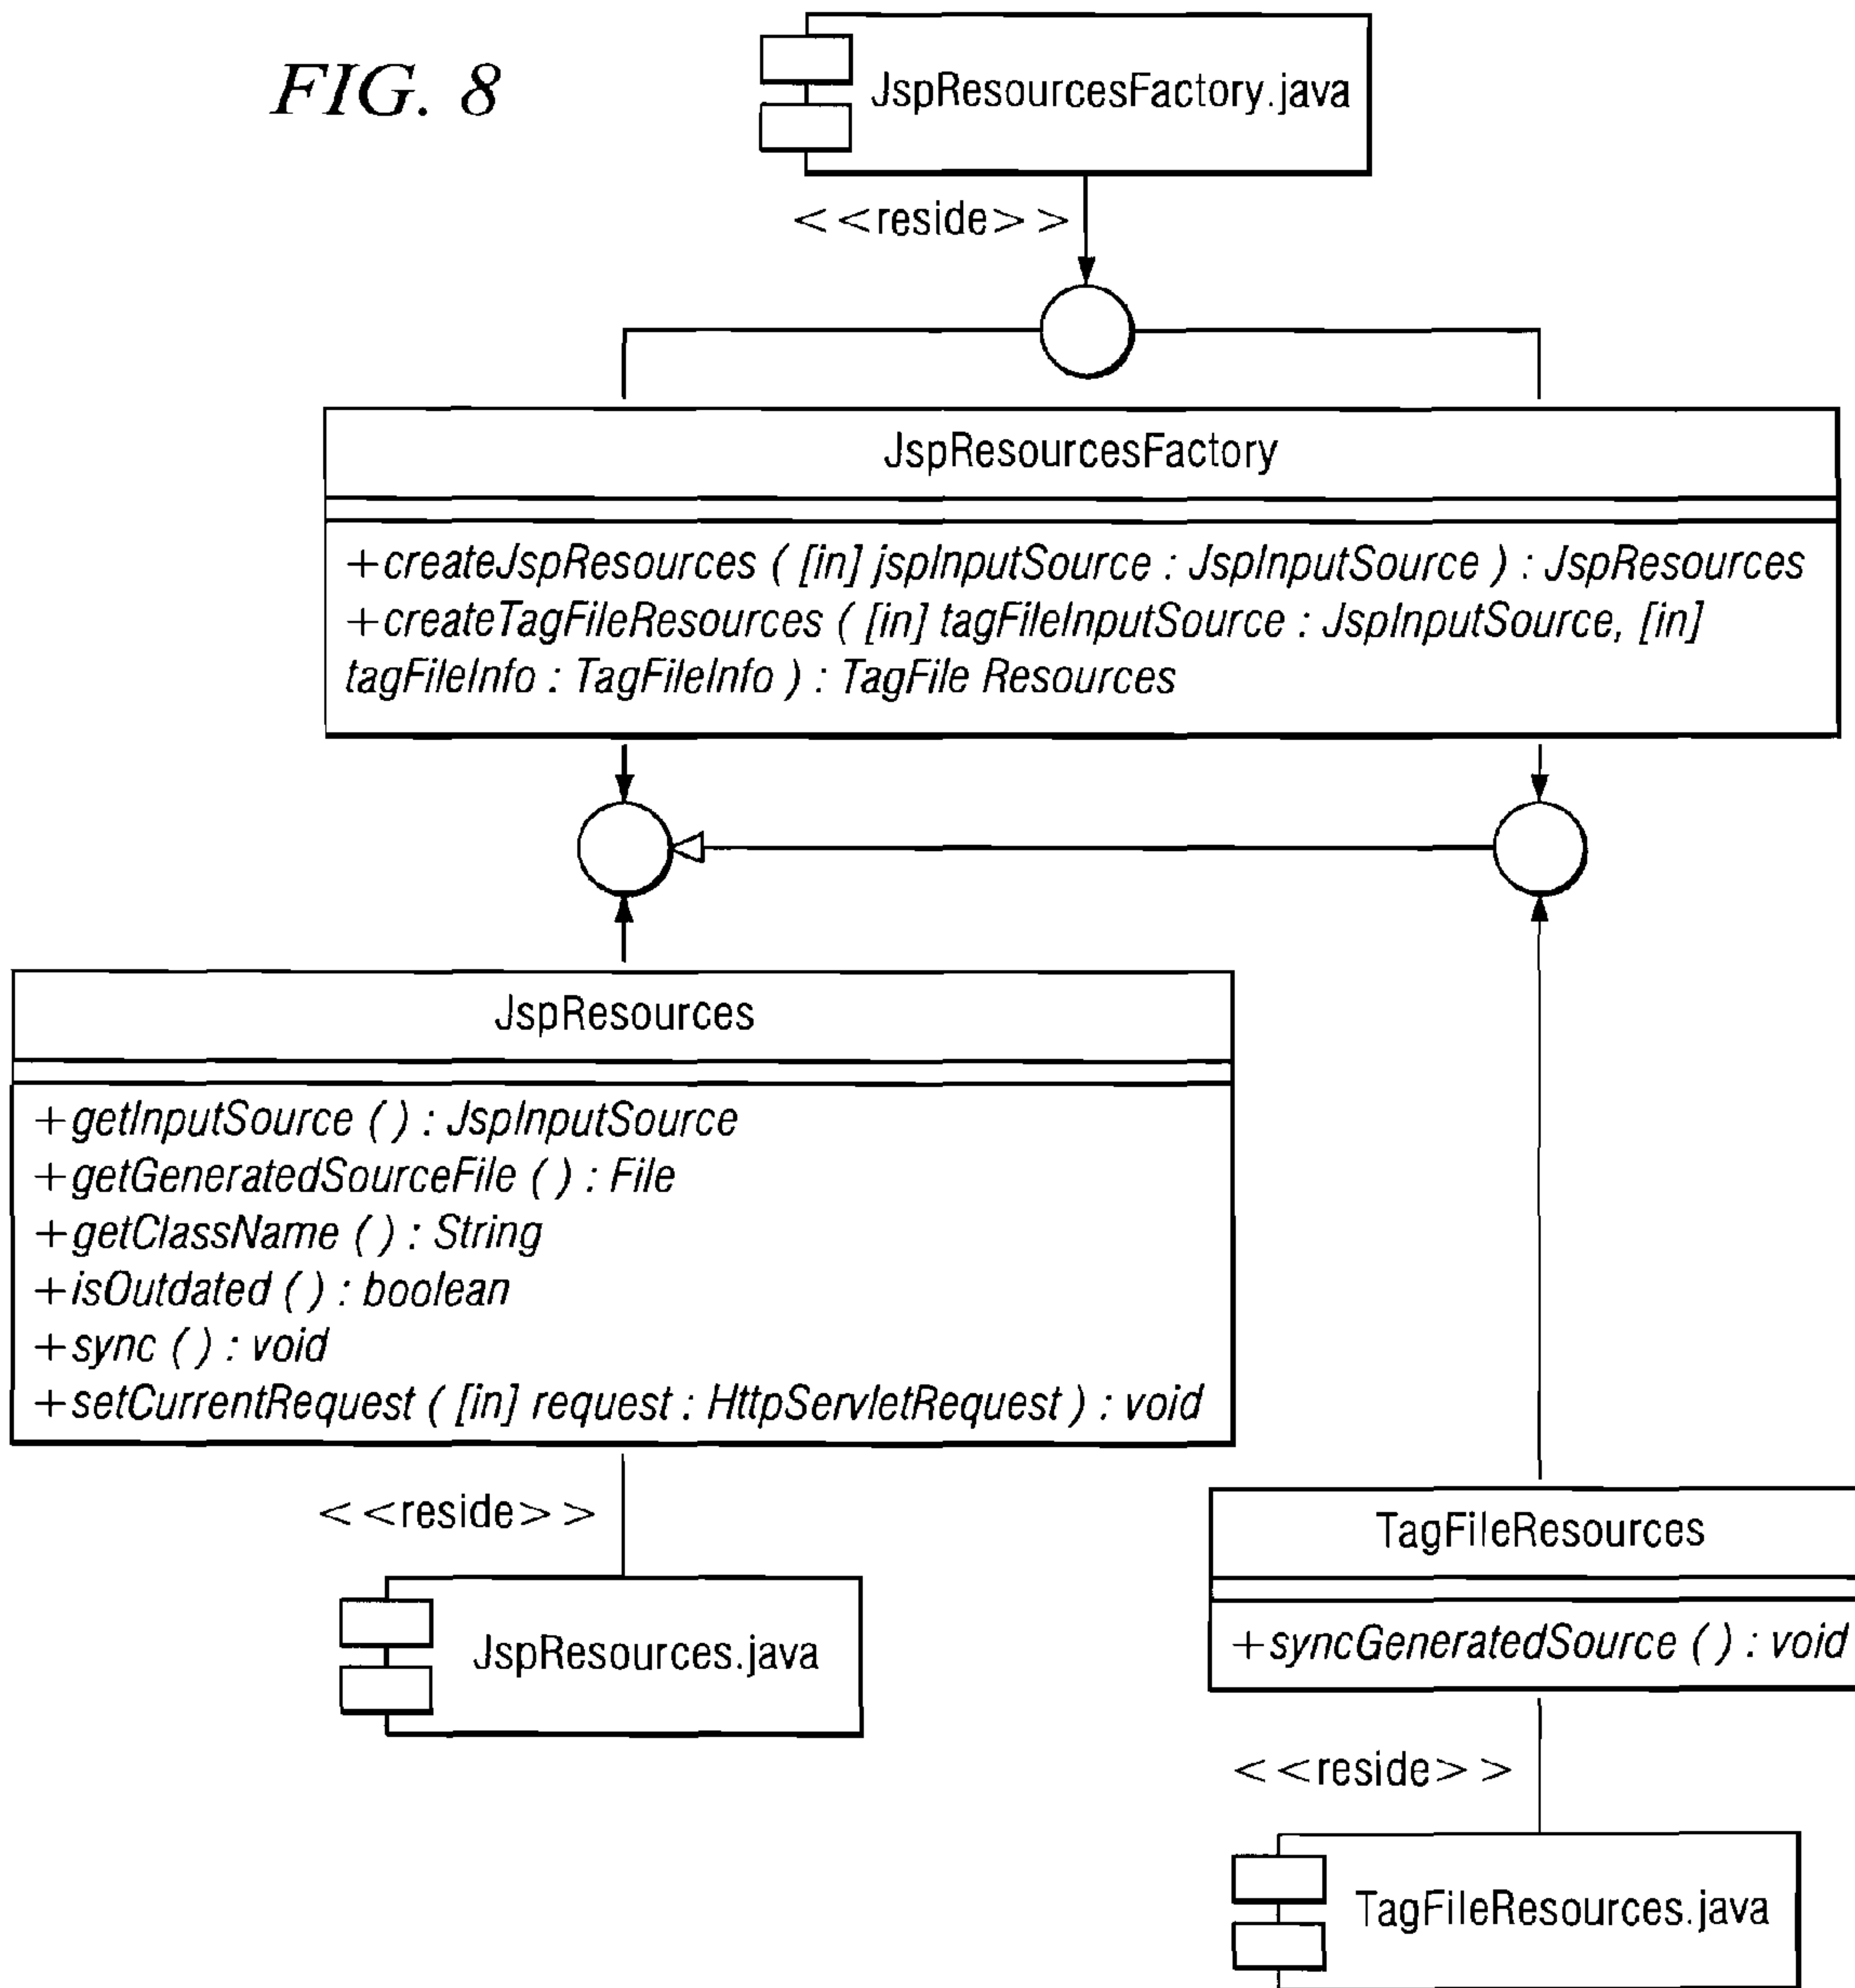 FIG. 8
JspResourcesFactory.java
<<reside>>
JspResourcesFactory
+createJspResources ( [in] jspInputSource : JspInputSource ) : JspResources
+createTagFileResources ( [in] tagFileInputSource : JspInputSource, [in]
tagFileInfo : TagFileInfo ) : TagFile Resources
JspResources
+getInputSource ( ) : JspInputSource
+getGeneratedSourceFile ( ) : File
+getClassName ( ) : String
+isOutdated ( ) : boolean
+sync ( ) : void
+setCurrentRequest ( [in] request : HttpServletRequest ) : void
<<reside>>
JspResources.java
TagFileResources
+syncGeneratedSource ( ) : void
<<reside>>
TagFileResources.java